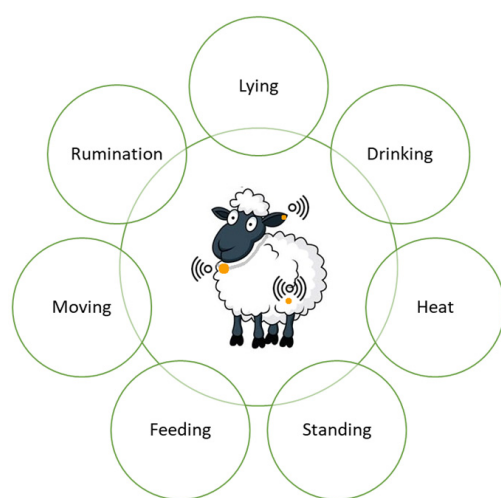 Lying
Rumination
Drinking
Moving
Heat
Feeding
Standing